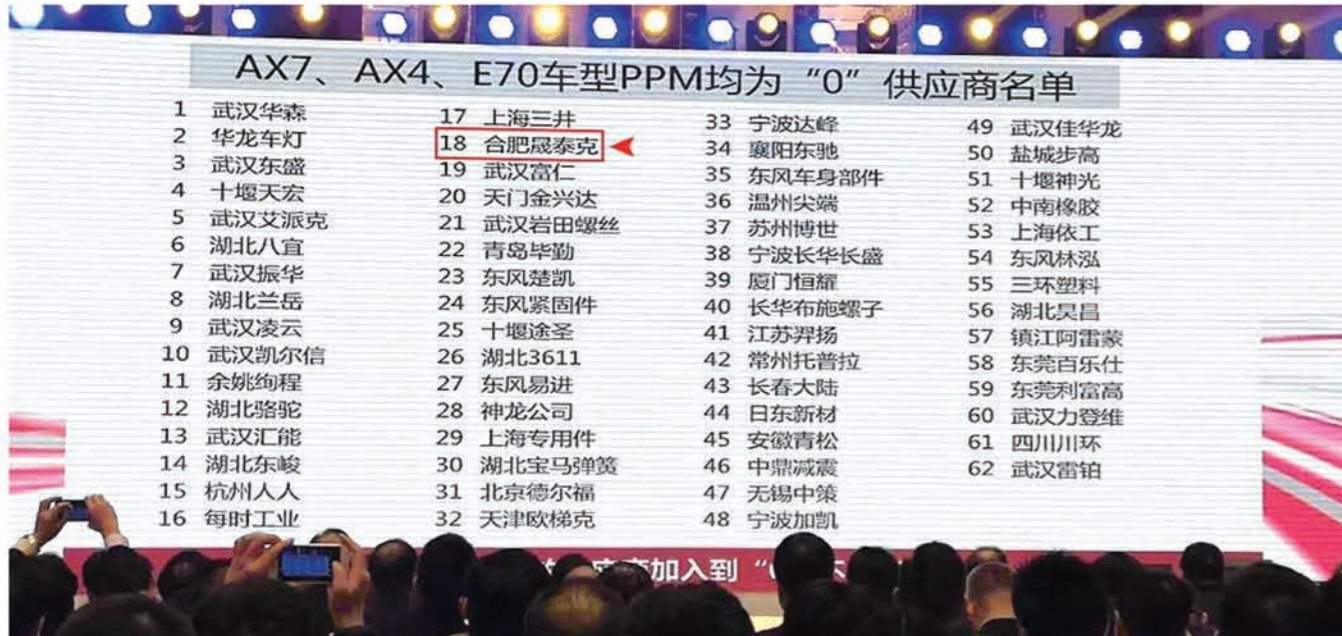 AX7、AX4、E70车型PPM均为“0”供应商名单
1 武汉华森
2 华龙车灯
3 武汉东盛
4 十堰天宏
5 武汉艾派克
6 湖北八宜
7 武汉振华
8 湖北兰岳
9 武汉凌云
10 武汉凯尔信
11 余姚绚程
12 湖北骆驼
13 武汉汇能
14 湖北东峻
15 杭州人人
16 每时工业
17 上海三井
18 合肥晟泰克
19 武汉富仁
20 天门金兴达
21 武汉岩田螺丝
22 青岛毕勤
23 东风楚凯
24 东风紧固件
25 十堰途圣
26 湖北3611
27 东风易进
28 神龙公司
29 上海专用件
30 湖北宝马弹簧
31 北京德尔福
32 天津欧梯克
33 宁波达峰
34 襄阳东驰
35 东风车身部件
36 温州尖端
37 苏州博世
38 宁波长华长盛
39 厦门恒耀
40 长华布施螺子
41 江苏羿扬
42 常州托普拉
43 长春大陆
44 日东新材
45 安徽青松
46 中鼎减震
47 无锡中策
48 宁波加凯
49 武汉佳华龙
50 盐城步高
51 十堰神光
52 中南橡胶
53 上海依工
54 东风林泓
55 三环塑料
56 湖北昊昌
57 镇江阿雷蒙
58 东莞百乐仕
59 东莞利富高
60 武汉力登维
61 四川川环
62 武汉雷铂
加入到“